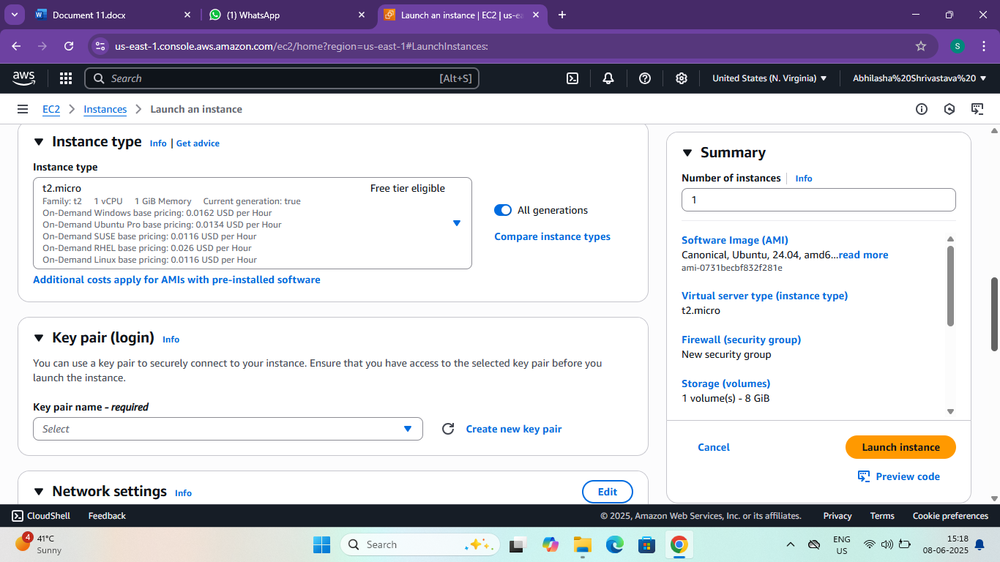 Document 11.docx
(1) WhatsApp
Launch an instance | EC2 | us-ea
us-east-1.console.aws.amazon.com/ec2/home?region=us-east-1#LaunchInstances:
S
aws
Search
[Alt+S]
United States (N. Virginia)
Abhilasha%20Shrivastava%20
EC2
Instances
Launch an instance
Instance type
Info
Get advice
Instance type
t2.micro
Free tier eligible
Family: t2 1 vCPU 1 GiB Memory Current generation: true
On-Demand Windows base pricing: 0.0162 USD per Hour
On-Demand Ubuntu Pro base pricing: 0.0134 USD per Hour
On-Demand SUSE base pricing: 0.0116 USD per Hour
On-Demand RHEL base pricing: 0.026 USD per Hour
On-Demand Linux base pricing: 0.0116 USD per Hour
All generations
Compare instance types
Additional costs apply for AMIs with pre-installed software
Key pair (login)
Info
You can use a key pair to securely connect to your instance. Ensure that you have access to the selected key pair before you
launch the instance.
Key pair name - required
Select
Create new key pair
Network settings
Info
Edit
Summary
Number of instances
Info
1
Software Image (AMI)
Canonical, Ubuntu, 24.04, amd6...read more
ami-0731becbf832f281e
Virtual server type (instance type)
t2.micro
Firewall (security group)
New security group
Storage (volumes)
1 volume(s) - 8 GiB
Cancel
Launch instance
Preview code
CloudShell
Feedback
© 2025, Amazon Web Services, Inc. or its affiliates.
Privacy
Terms
Cookie preferences
4
41°C
Sunny
Search
ENG
US
15:18
08-06-2025